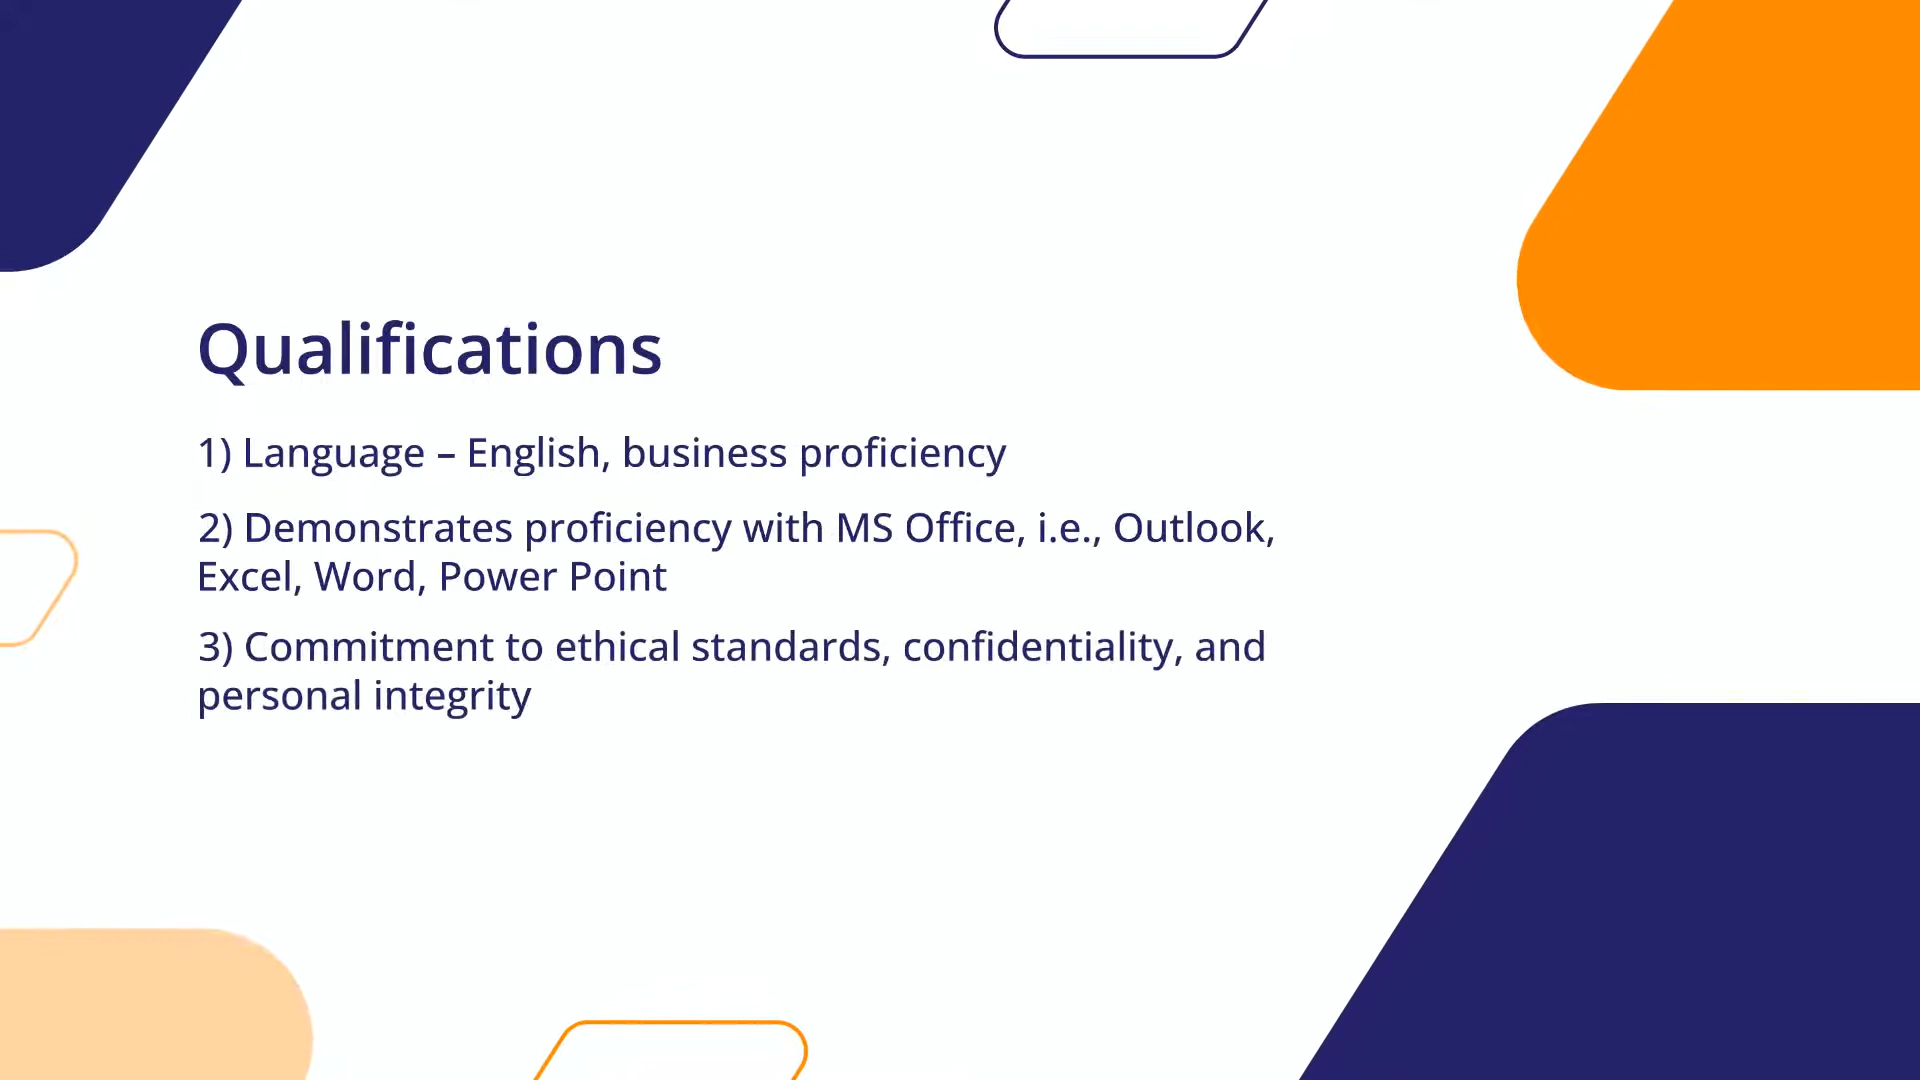 Qualifications
1) Language – English, business proficiency
2) Demonstrates proficiency with MS Office, i.e., Outlook,
Excel, Word, Power Point
3) Commitment to ethical standards, confidentiality, and
personal integrity